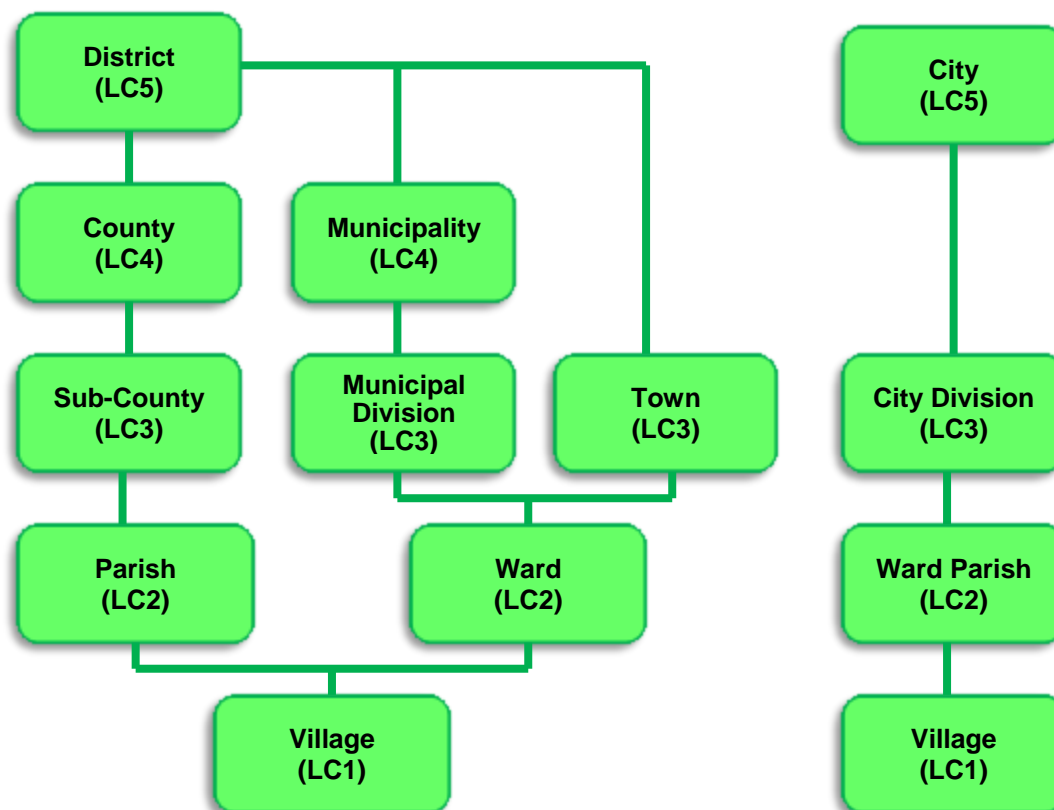 District
(LC5)
City
(LC5)
County
(LC4)
Municipality
(LC4)
Sub-County
(LC3)
Municipal
Division
(LC3)
Town
(LC3)
City Division
(LC3)
Parish
(LC2)
Ward
(LC2)
Ward Parish
(LC2)
Village
(LC1)
Village
(LC1)